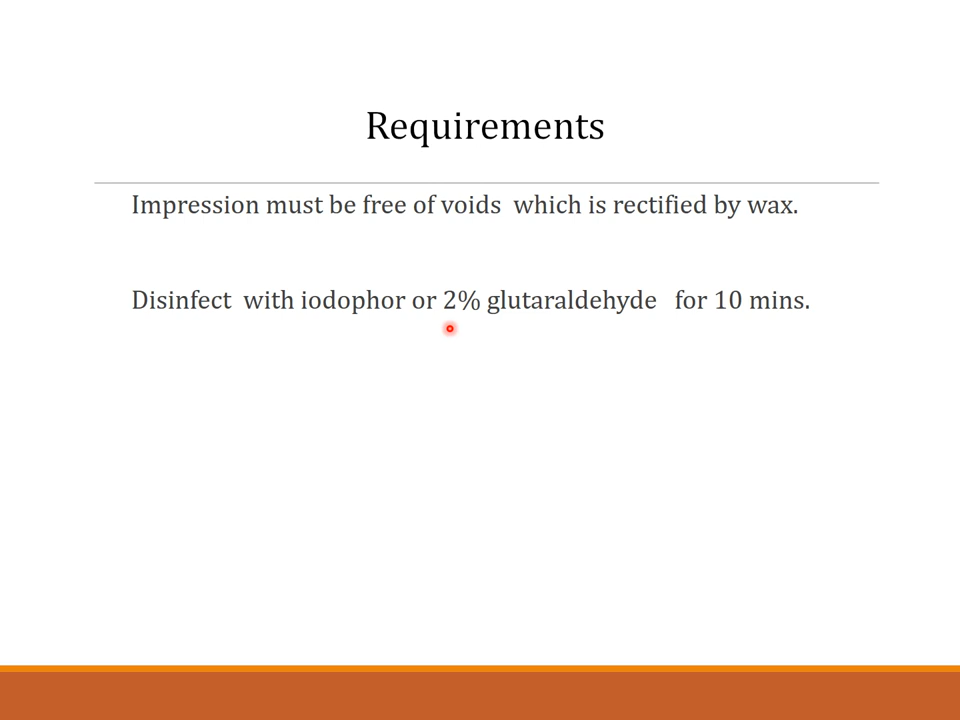 Requirements
Impression must be free of voids which is rectified by wax.
Disinfect with iodophor or 2% glutaraldehyde for 10 mins.